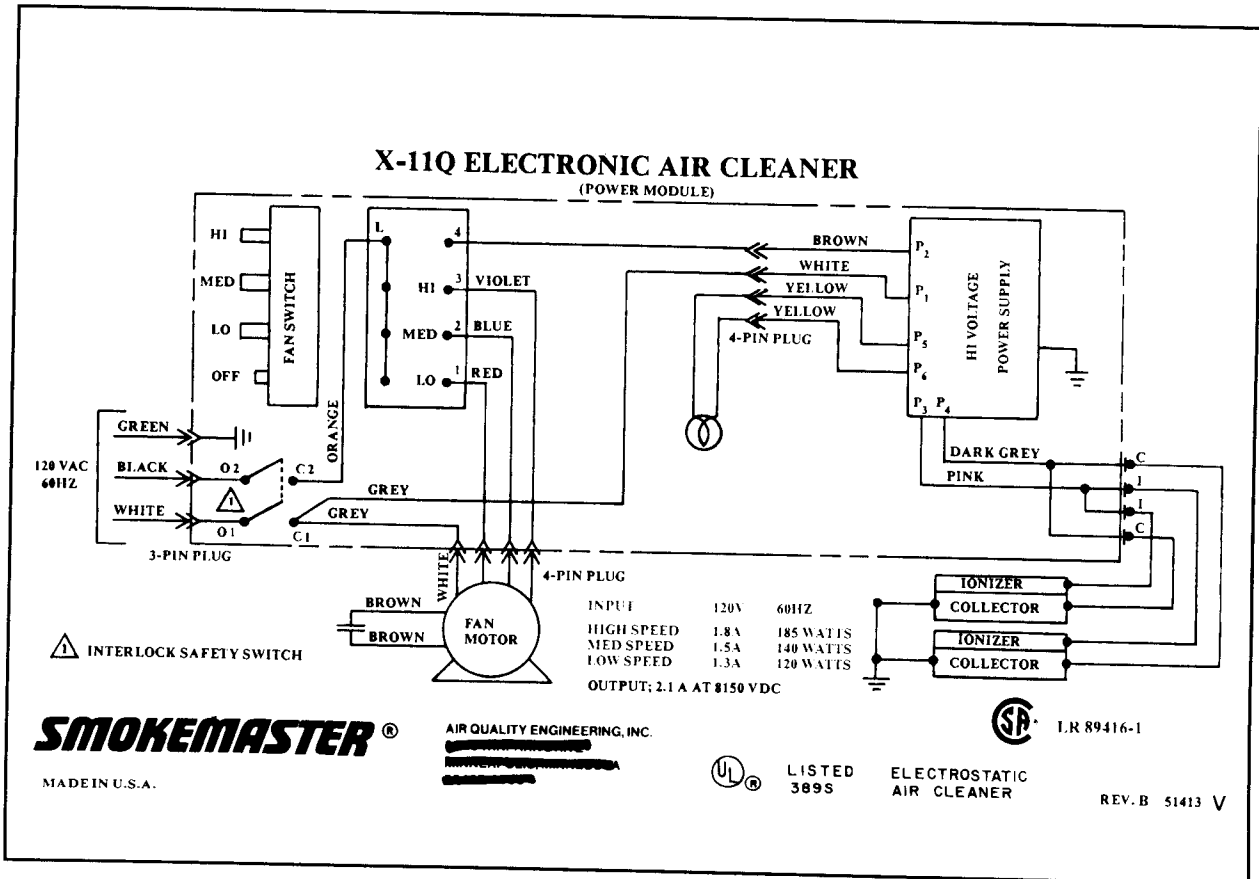 X-11Q ELECTRONIC AIR CLEANER
(POWER MODULE)
HI
MED
LO
OFF
FAN SWITCH
L
4
HI 3 VIOLET
MED 2 BLUE
LO 1 RED
ORANGE
BROWN P2
WHITE P1
YELLOW P5
YELLOW P6
4-PIN PLUG
HI VOLTAGE
POWER SUPPLY
P3 P4
DARK GREY C
PINK 1
I
C
120 VAC
60HZ
GREEN
BLACK O2 C2
1
WHITE O1 C1
GREY
GREY
3-PIN PLUG
WHITE
4-PIN PLUG
BROWN
BROWN
FAN
MOTOR
IONIZER
COLLECTOR
IONIZER
COLLECTOR
INPUT 120V 60HZ
HIGH SPEED 1.8A 185 WATTS
MED SPEED 1.5A 140 WATTS
LOW SPEED 1.3A 120 WATTS
OUTPUT; 2.1 A AT 8150 VDC
1 INTERLOCK SAFETY SWITCH
SMOKEMASTER ®
MADE IN U.S.A.
AIR QUALITY ENGINEERING, INC.
SA ® LR 89416-1
UL ® LISTED
389S
ELECTROSTATIC
AIR CLEANER
REV. B 51413 V